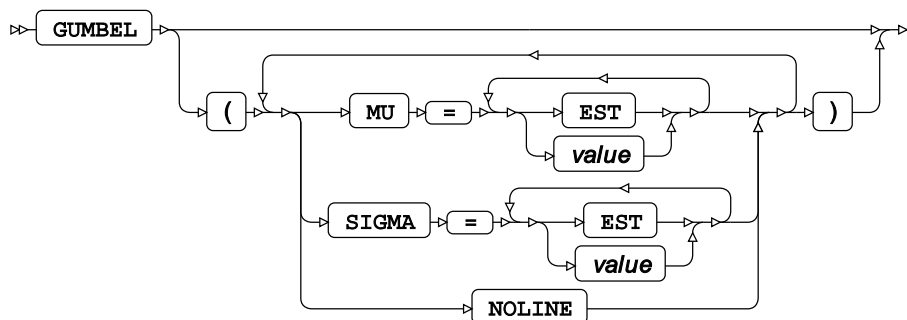 GUMBEL
( MU = EST )
value
SIGMA = EST
value
NOLINE